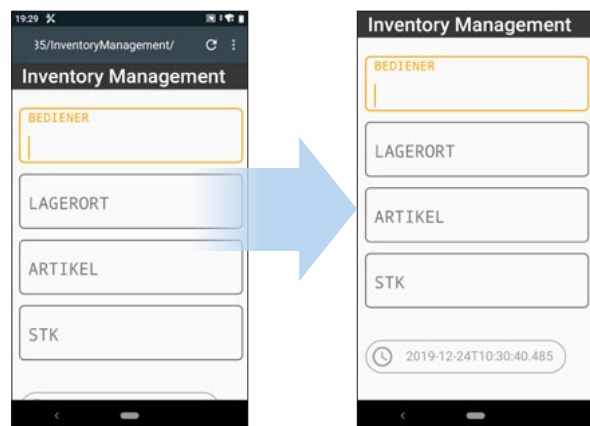 19:29
35/InventoryManagement/
Inventory Management
BEDIENER
LAGERORT
ARTIKEL
STK
Inventory Management
BEDIENER
LAGERORT
ARTIKEL
STK
2019-12-24T10:30:40.485